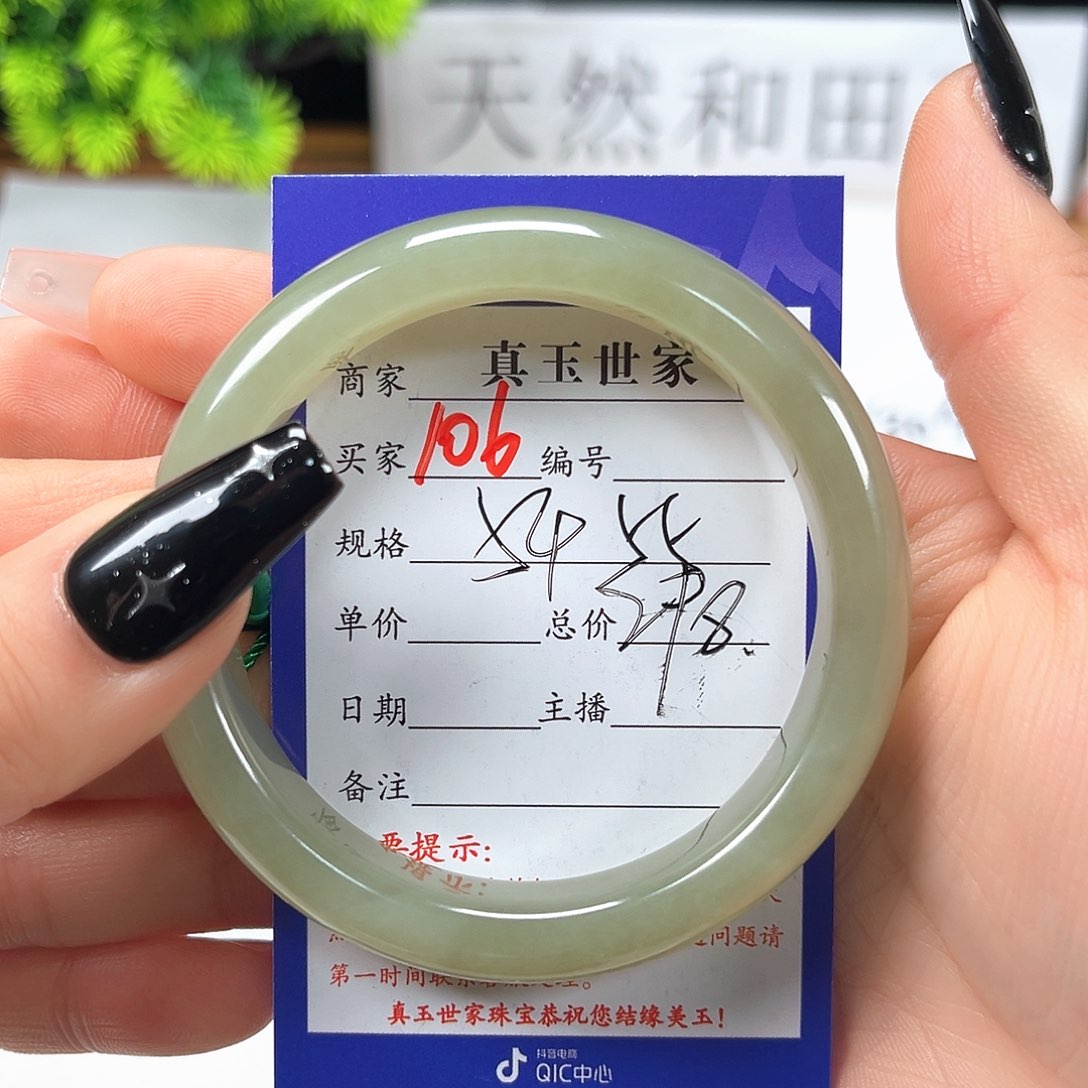 天然和田
商家 真玉世家
买家 106 编号
规格 54
单价 总价
日期 主播
备注
要提示:
问题请
第一时间联系
真玉世家珠宝恭祝您结缘美玉!
抖音电商
QIC中心